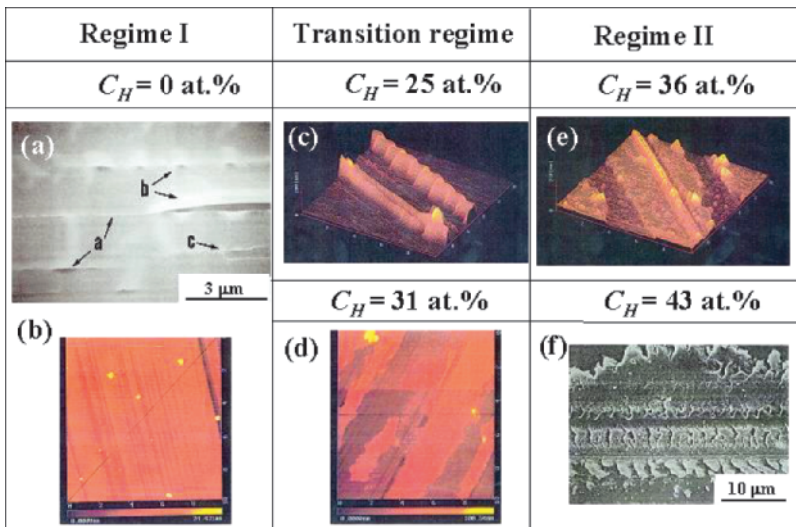 Regime I
Transition regime
Regime II
C_H = 0 at.%
C_H = 25 at.%
C_H = 36 at.%
(a)
b
a
c
3 μm
(c)
(e)
C_H = 31 at.%
C_H = 43 at.%
(b)
(d)
(f)
10 μm